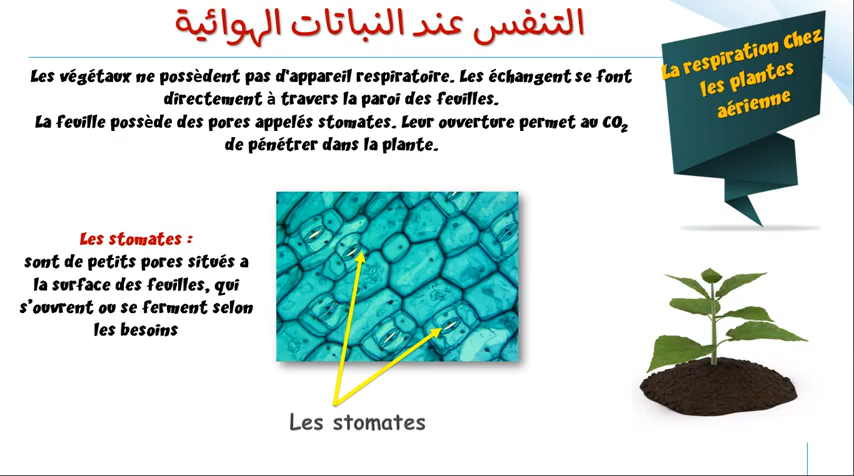 التنفس عند النباتات الهوائية
La respiration Chez
les plantes
aérienne
Les végétaux ne possèdent pas d'appareil respiratoire. Les échangent se font
directement à travers la paroi des feuilles.
La feuille possède des pores appelés stomates. Leur ouverture permet au CO₂
de pénétrer dans la plante.
Les stomates :
sont de petits pores situés a
la surface des feuilles, qui
s'ouvrent ou se ferment selon
les besoins
Les stomates